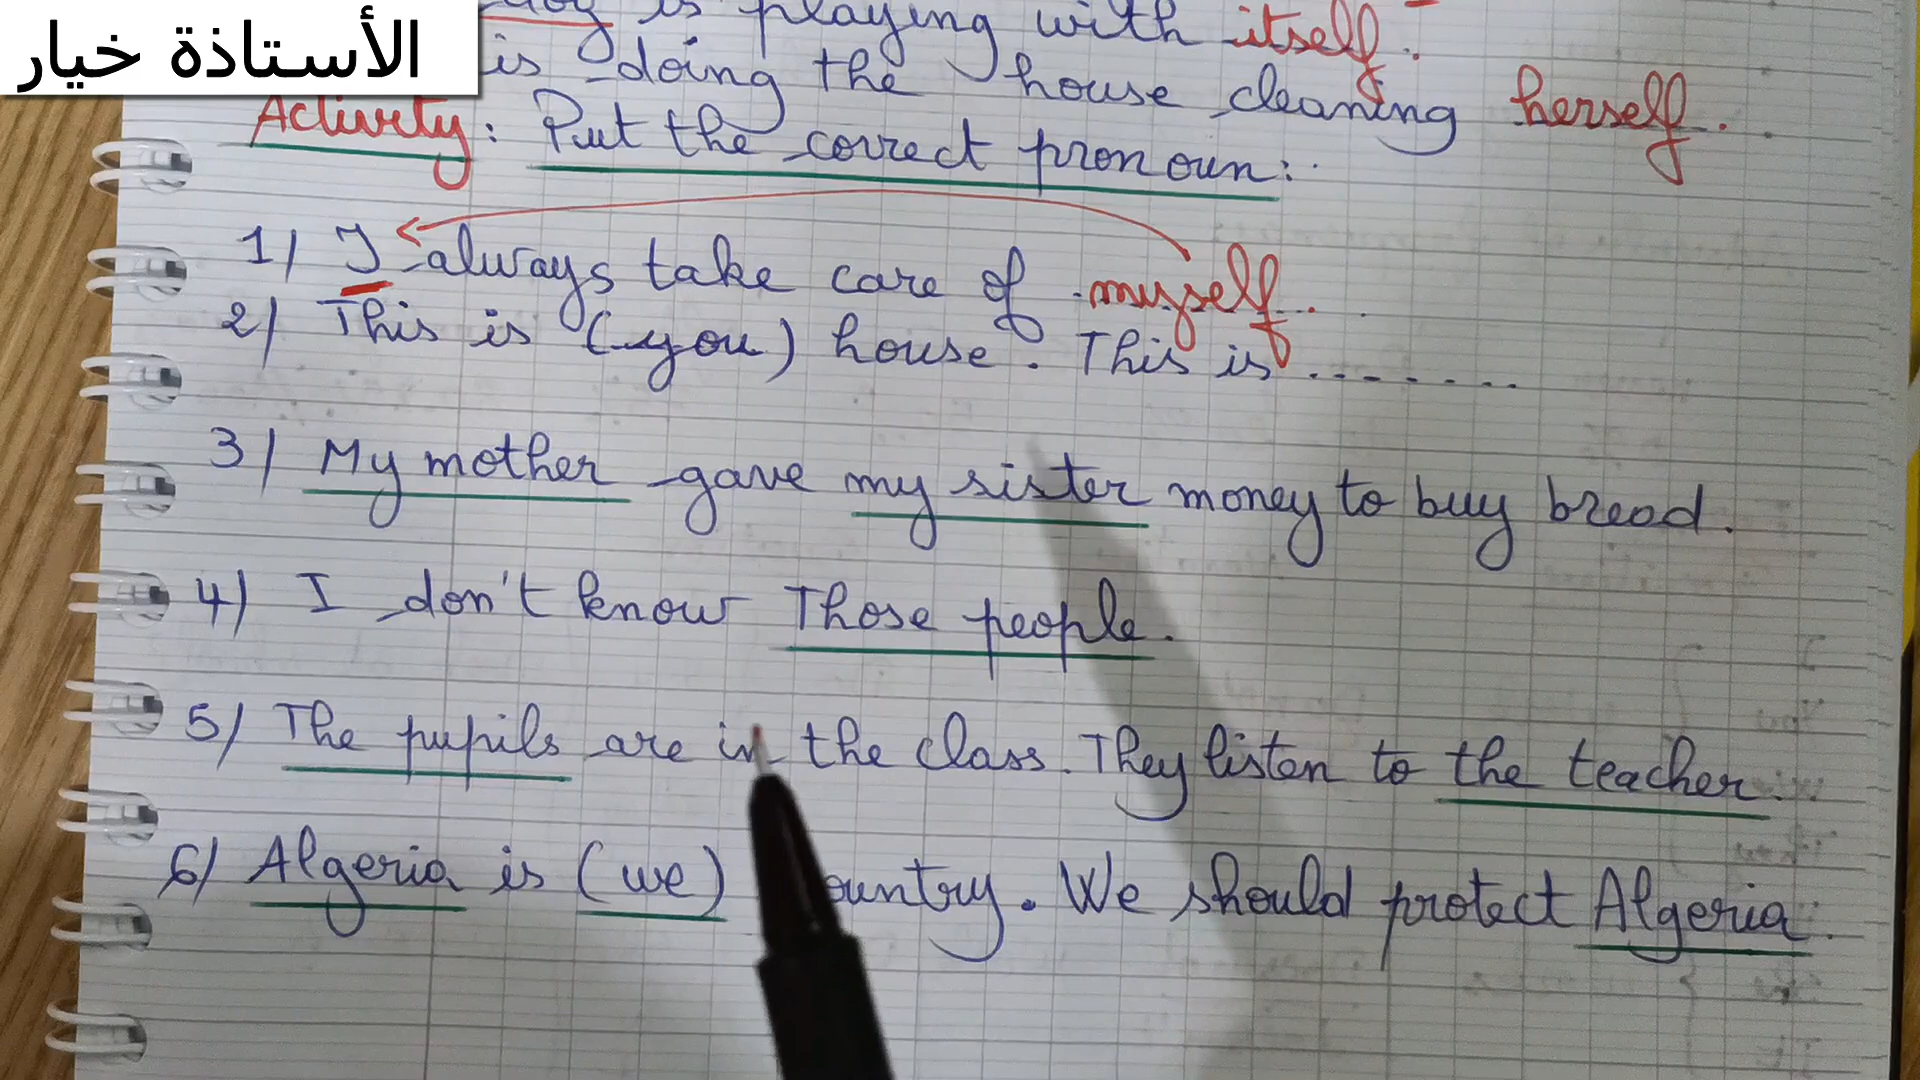 الأستاذة خيار
is playing with itself.
is doing the house cleaning herself.
Activity: Put the correct pronoun:
1) I always take care of myself.
2) This is (you) house. This is ........
3) My mother gave my sister money to buy bread.
4) I don't know Those people.
5) The pupils are in the class. They listen to the teacher.
6) Algeria is (we) country. We should protect Algeria.